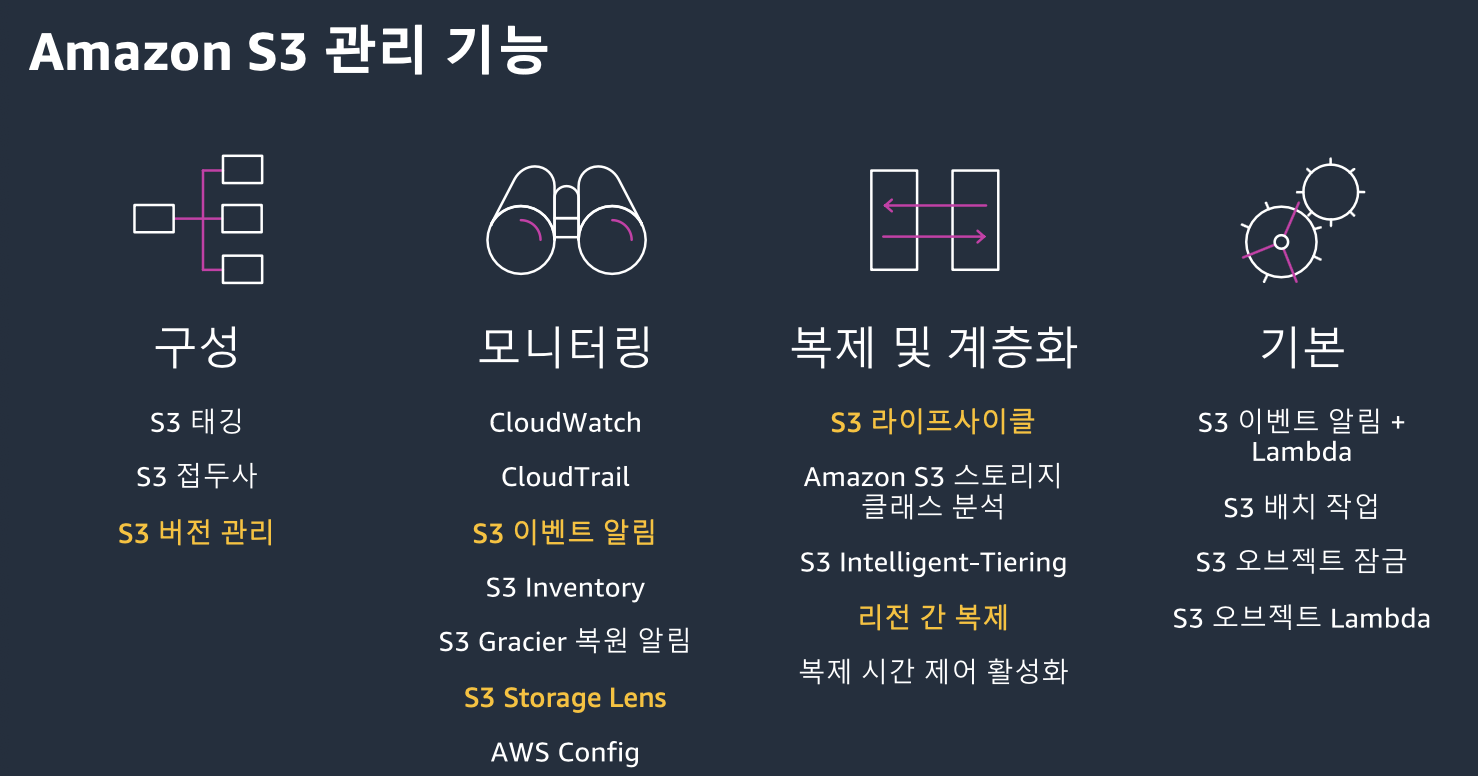 Amazon S3 관리 기능
구성
S3 태깅
S3 접두사
S3 버전 관리
모니터링
CloudWatch
CloudTrail
S3 이벤트 알림
S3 Inventory
S3 Gracier 복원 알림
S3 Storage Lens
AWS Config
복제 및 계층화
S3 라이프사이클
Amazon S3 스토리지
클래스 분석
S3 Intelligent-Tiering
리전 간 복제
복제 시간 제어 활성화
기본
S3 이벤트 알림 +
Lambda
S3 배치 작업
S3 오브젝트 잠금
S3 오브젝트 Lambda